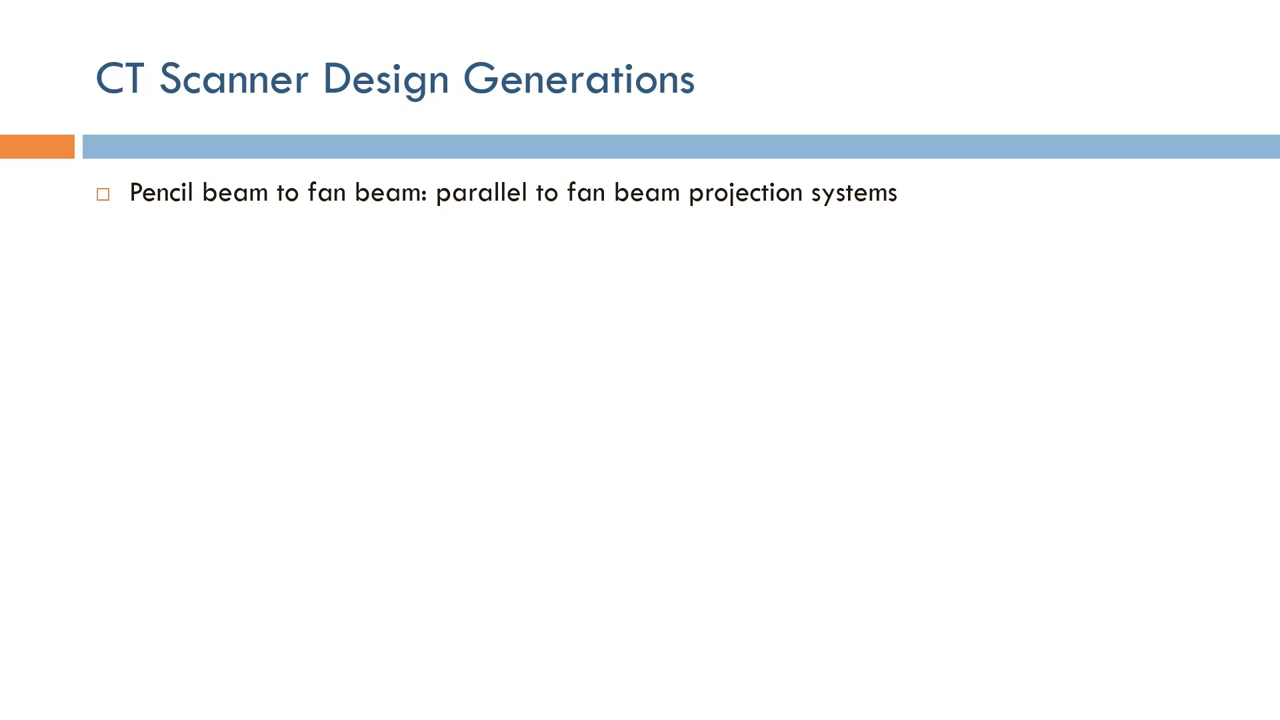 CT Scanner Design Generations
Pencil beam to fan beam: parallel to fan beam projection systems